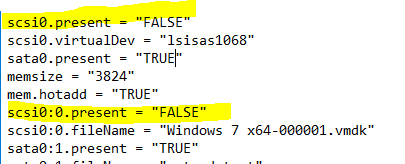 scsi0.present = "FALSE"
scsi0.virtualDev = "lsisas1068"
sata0.present = "TRUE"
memsize = "3824"
mem.hotadd = "TRUE"
scsi0:0.present = "FALSE"
scsi0:0.fileName = "Windows 7 x64-000001.vmdk"
sata0:1.present = "TRUE"